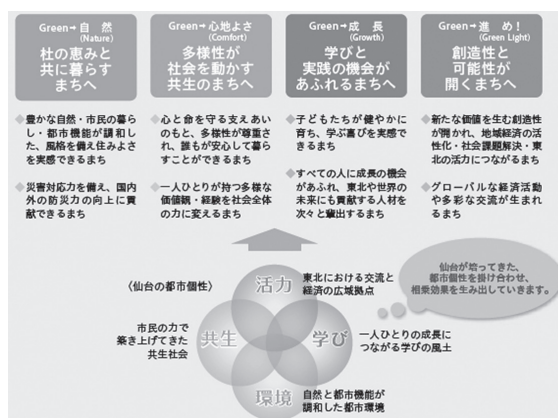 Green→自　然
(Nature)
杜の恵みと
共に暮らす
まちへ
◆豊かな自然・市民の暮ら
し・都市機能が調和し
た、風格を備え住みよさ
を実感できるまち
◆災害対応力を備え、国内
外の防災力の向上に貢
献できるまち
Green→心地よさ
(Comfort)
多様性が
社会を動かす
共生のまちへ
◆心と命を守る支えあい
のもと、多様性が尊重さ
れ、誰もが安心して暮ら
すことができるまち
◆一人ひとりが持つ多様な
価値観・経験を社会全体
の力に変えるまち
Green→成　長
(Growth)
学びと
実践の機会が
あふれるまちへ
◆子どもたちが健やかに
育ち、学ぶ喜びを実感で
きるまち
◆すべての人に成長の機会
があふれ、東北や世界の
未来にも貢献する人材を
次々と輩出するまち
Green→進　め！
(Green Light)
創造性と
可能性が
開くまちへ
◆新たな価値を生む創造性
が開かれ、地域経済の活
性化・社会課題解決・東
北の活力につながるまち
◆グローバルな経済活動
や多彩な交流が生まれ
るまち
〈仙台の都市個性〉
活力
東北における交流と
経済の広域拠点
仙台が培ってきた、
都市個性を掛け合わせ、
相乗効果を生み出していきます。
市民の力で
築き上げてきた
共生社会
共生
学び
一人ひとりの成長に
つながる学びの風土
環境
自然と都市機能が
調和した都市環境